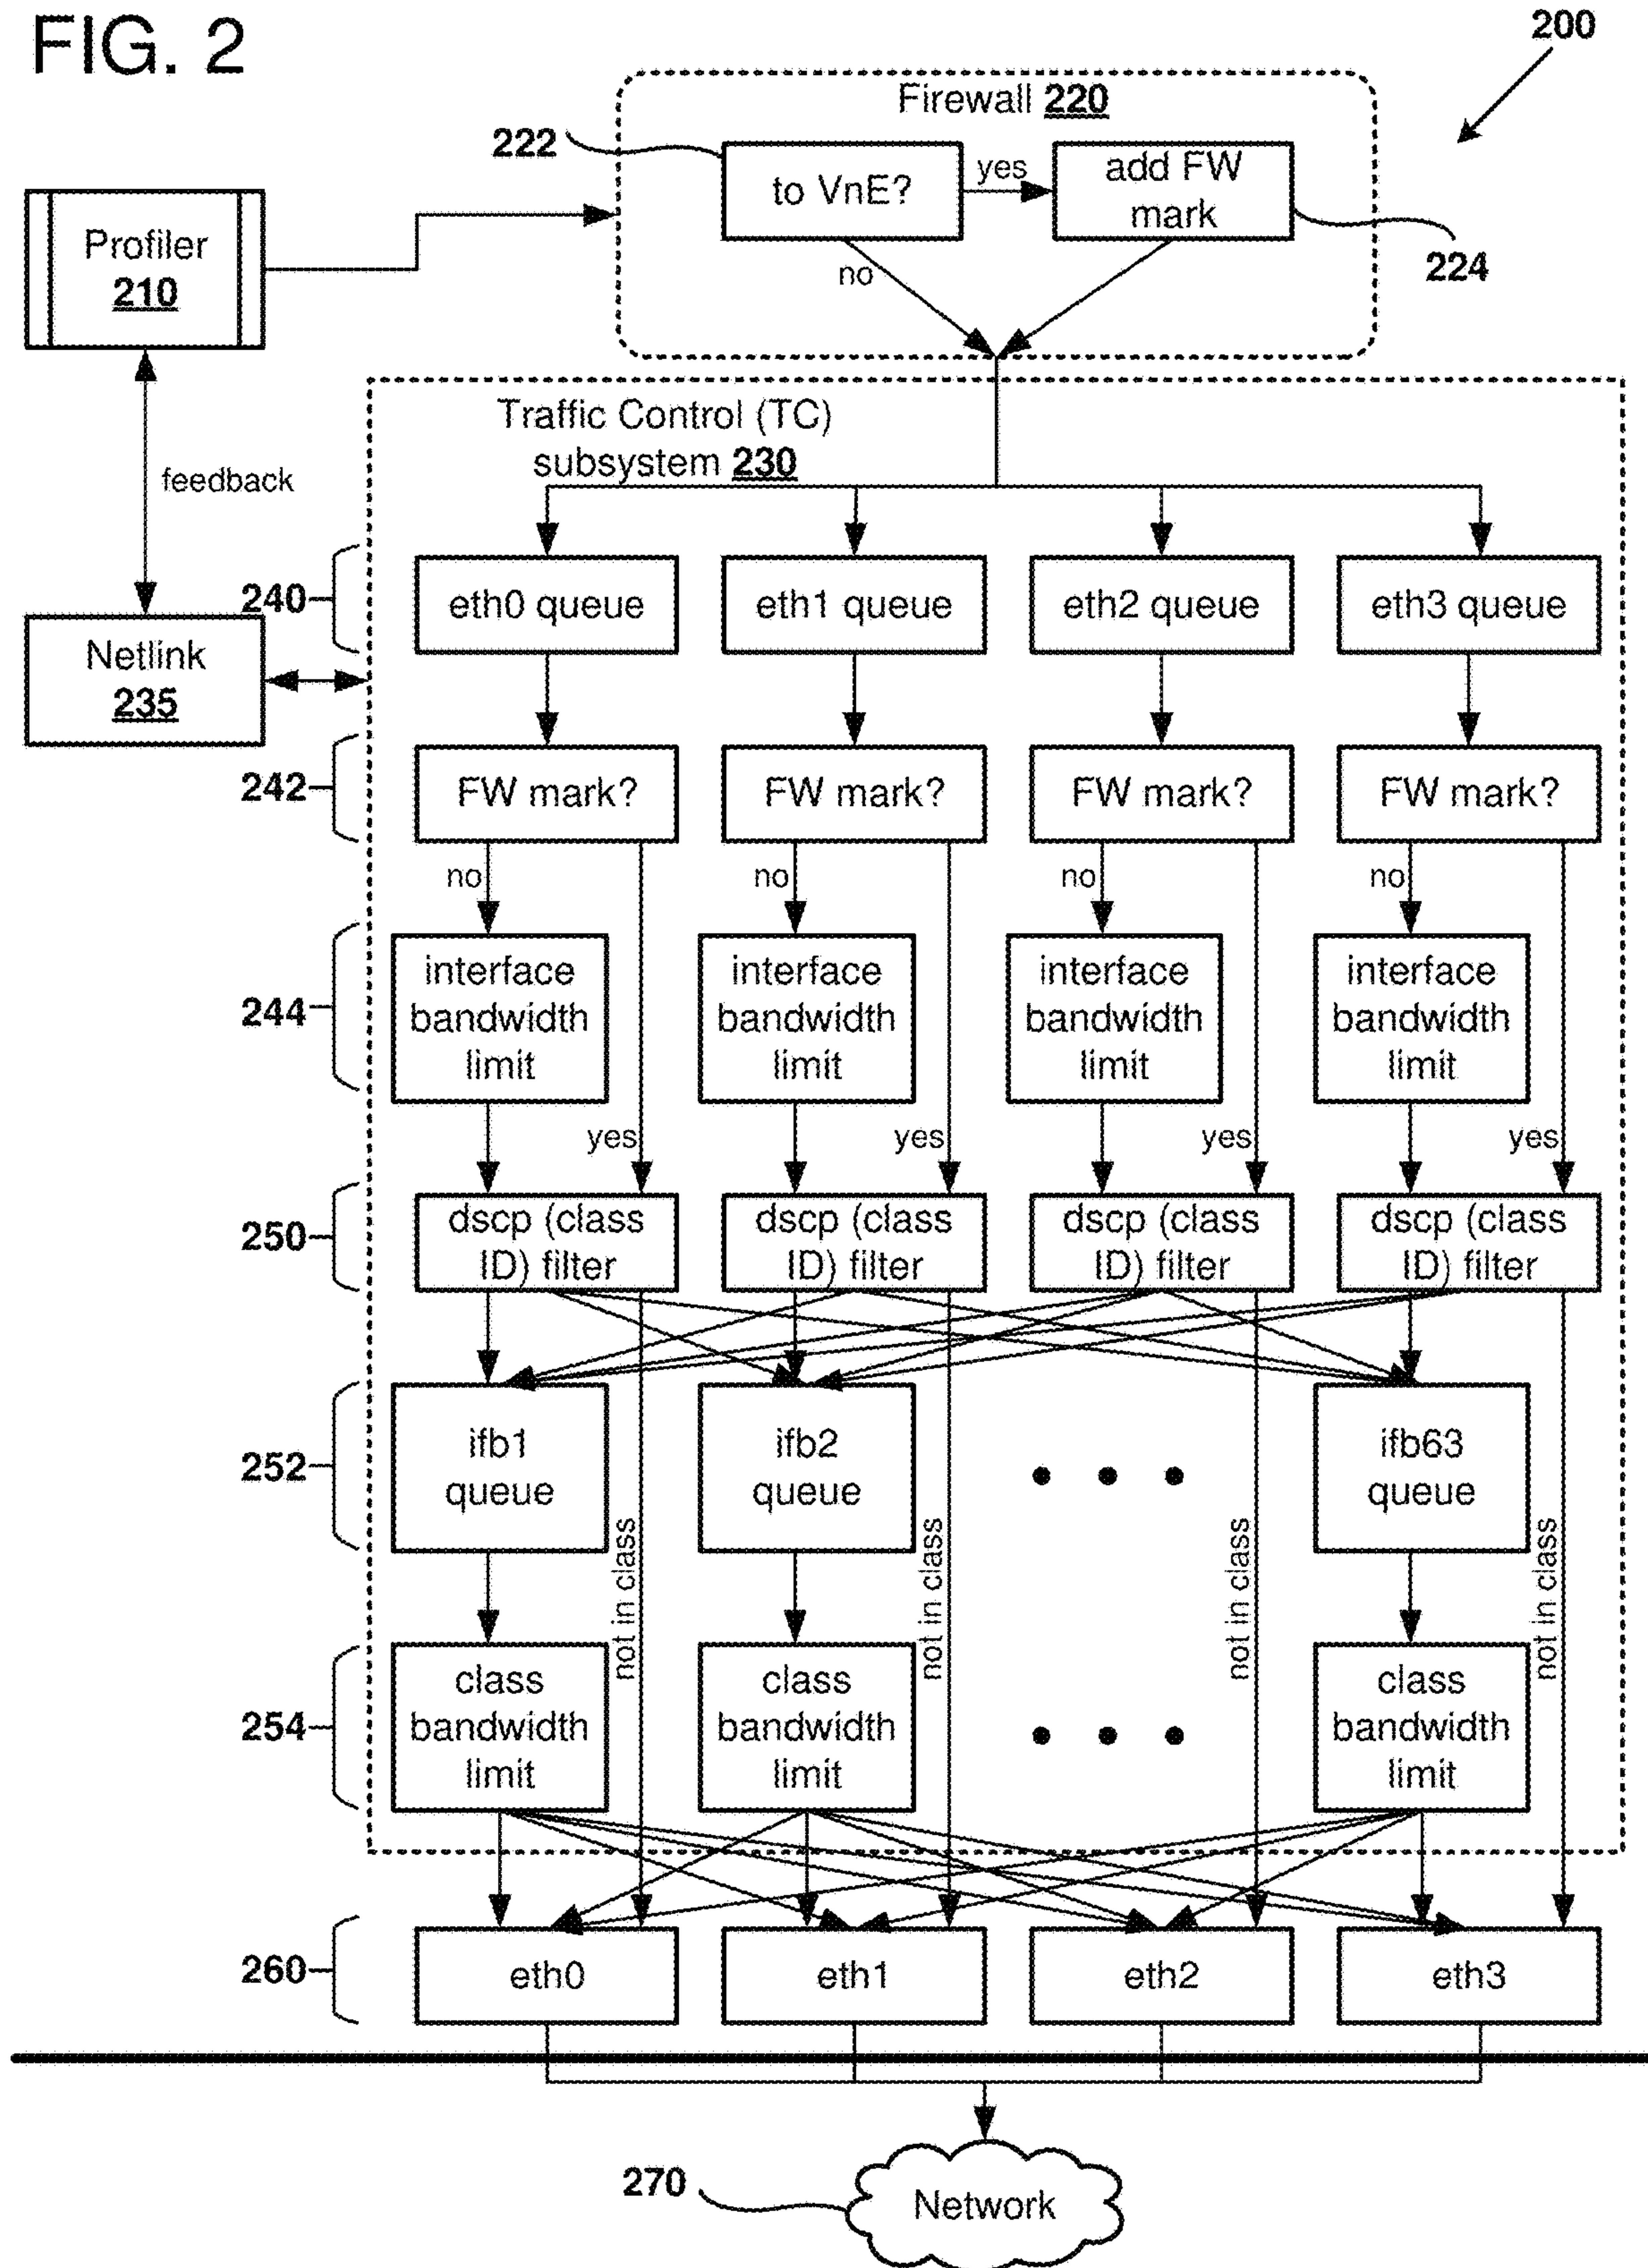 FIG. 2
200
Firewall 220
222
to VnE?
yes
add FW
mark
224
no
Profiler
210
feedback
Netlink
235
Traffic Control (TC)
subsystem 230
240
eth0 queue
eth1 queue
eth2 queue
eth3 queue
242
FW mark?
FW mark?
FW mark?
FW mark?
no
no
no
no
244
interface
bandwidth
limit
interface
bandwidth
limit
interface
bandwidth
limit
interface
bandwidth
limit
yes
yes
yes
yes
250
dscp (class
ID) filter
dscp (class
ID) filter
dscp (class
ID) filter
dscp (class
ID) filter
252
ifb1
queue
ifb2
queue
• • •
ifb63
queue
not in class
not in class
not in class
not in class
254
class
bandwidth
limit
class
bandwidth
limit
• • •
class
bandwidth
limit
260
eth0
eth1
eth2
eth3
270
Network